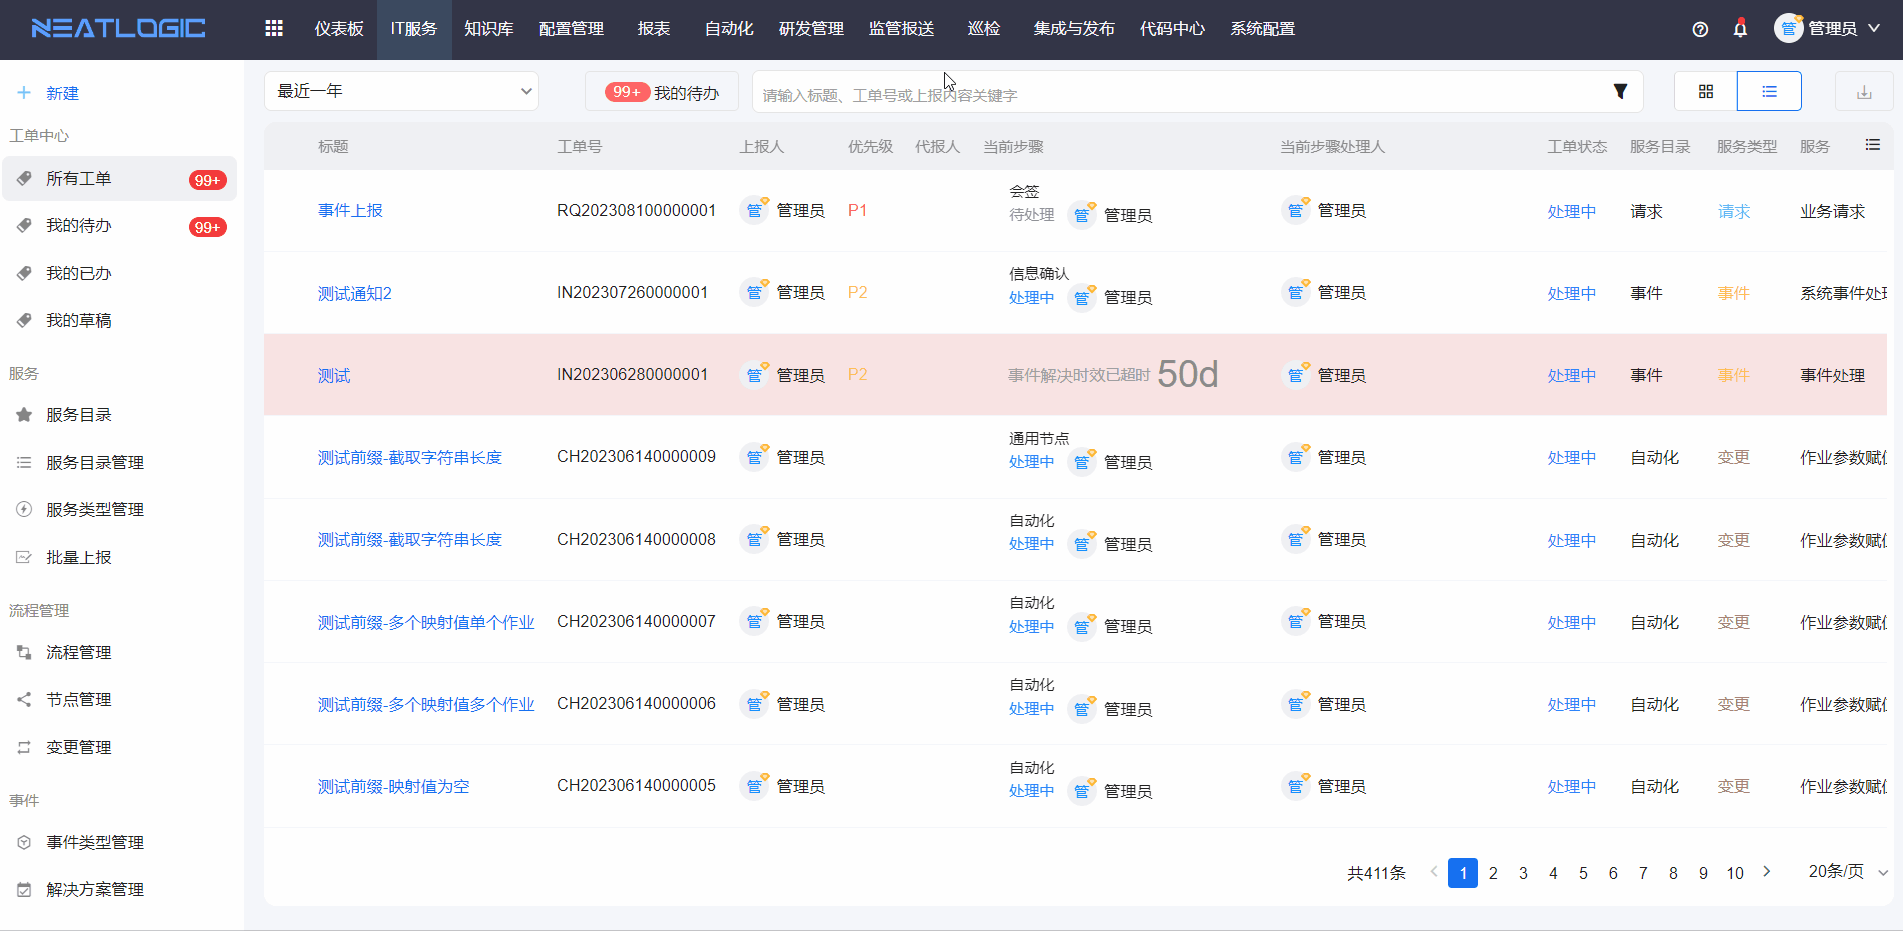 NEATLOGIC 仪表板 IT服务 知识库 配置管理 报表 自动化 研发管理 监管报送 巡检 集成与发布 代码中心 系统配置 管 管理员
新建
工单中心
所有工单 99+
我的待办 99+
我的已办
我的草稿
服务
服务目录
服务目录管理
服务类型管理
批量上报
流程管理
流程管理
节点管理
变更管理
事件
事件类型管理
解决方案管理
最近一年 99+ 我的待办 请输入标题、工单号或上报内容关键字
标题 工单号 上报人 优先级 代报人 当前步骤 当前步骤处理人 工单状态 服务目录 服务类型 服务
会签
事件上报 RQ202308100000001 管 管理员 P1 待处理 管 管理员 管 管理员 处理中 请求 请求 业务请求
信息确认
测试通知2 IN202307260000001 管 管理员 P2 处理中 管 管理员 管 管理员 处理中 事件 事件 系统事件处理
测试 IN202306280000001 管 管理员 P2 事件解决时效已超时 50d 管 管理员 处理中 事件 事件 事件处理
通用节点
测试前缀-截取字符串长度 CH202306140000009 管 管理员 处理中 管 管理员 管 管理员 处理中 自动化 变更 作业参数赋值
自动化
测试前缀-截取字符串长度 CH202306140000008 管 管理员 处理中 管 管理员 管 管理员 处理中 自动化 变更 作业参数赋值
自动化
测试前缀-多个映射值单个作业 CH202306140000007 管 管理员 处理中 管 管理员 管 管理员 处理中 自动化 变更 作业参数赋值
自动化
测试前缀-多个映射值多个作业 CH202306140000006 管 管理员 处理中 管 管理员 管 管理员 处理中 自动化 变更 作业参数赋值
自动化
测试前缀-映射值为空 CH202306140000005 管 管理员 处理中 管 管理员 管 管理员 处理中 自动化 变更 作业参数赋值
共411条 1 2 3 4 5 6 7 8 9 10 20条/页